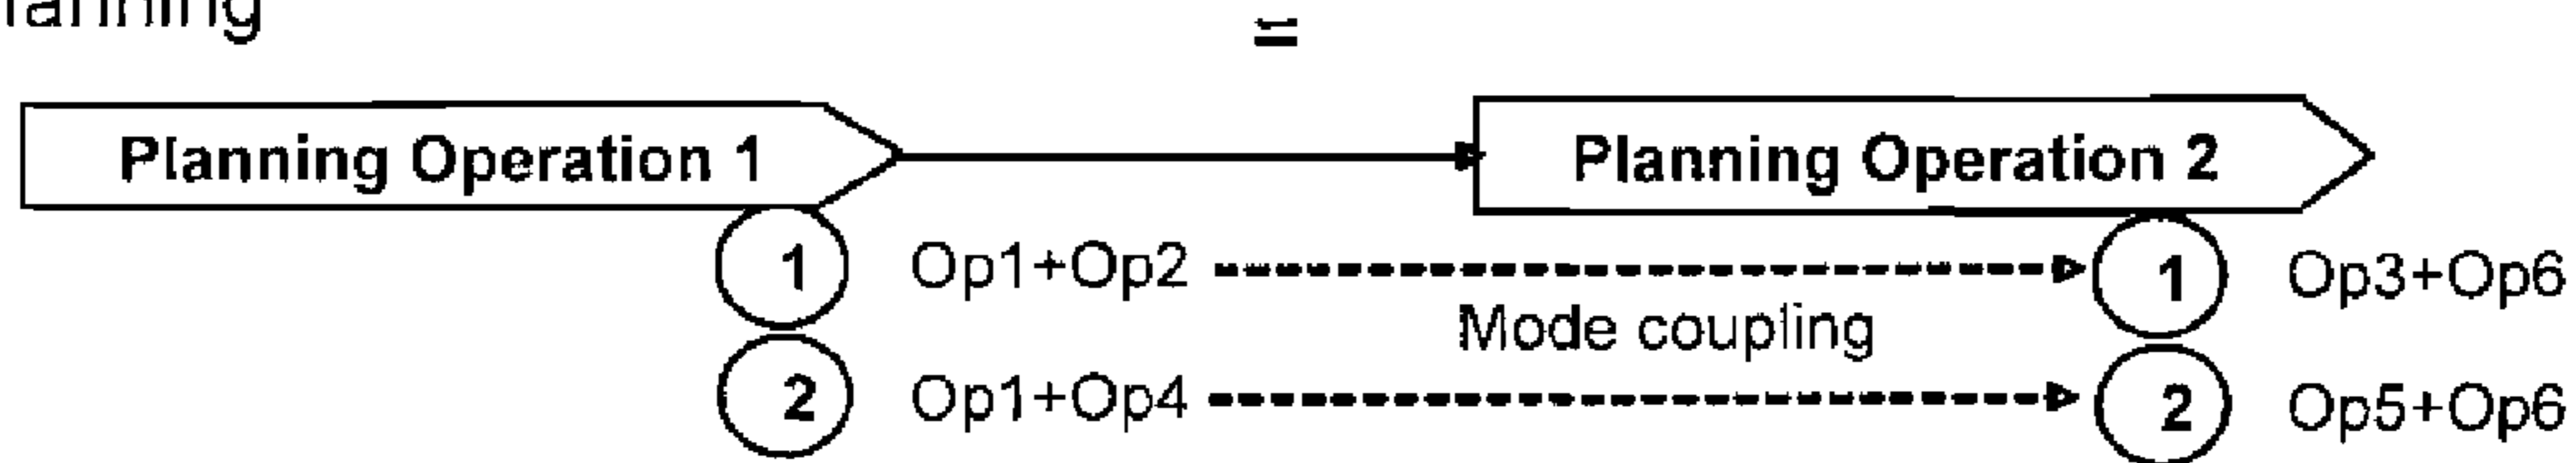 Planning Operation 1 Planning Operation 2
1 Op1+Op2 1 Op3+Op6
Mode coupling
2 Op1+Op4 2 Op5+Op6